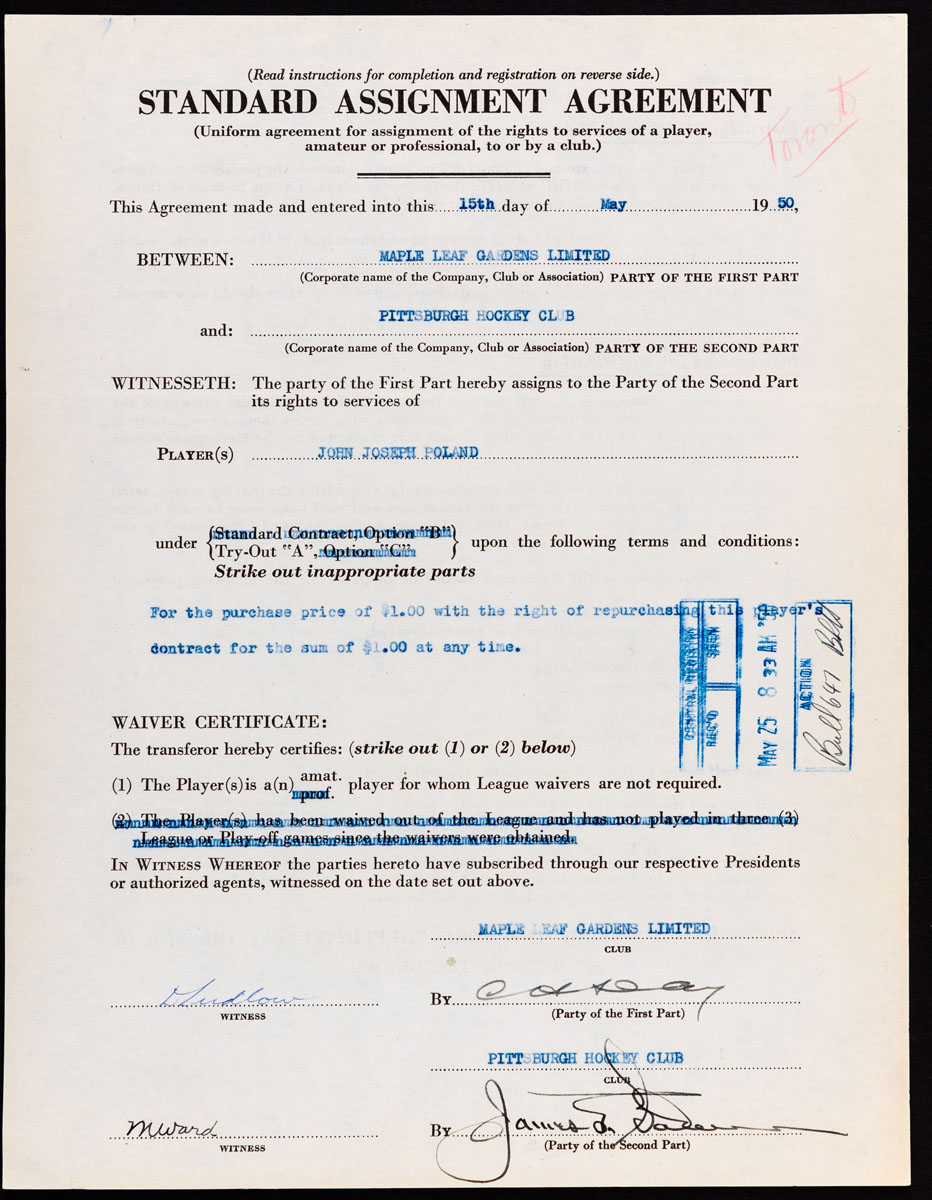 (Read instructions for completion and registration on reverse side.)
STANDARD ASSIGNMENT AGREEMENT
(Uniform agreement for assignment of the rights to services of a player,
amateur or professional, to or by a club.)
Toronto
This Agreement made and entered into this 15th day of May 19 50,
BETWEEN: MAPLE LEAF GARDENS LIMITED
(Corporate name of the Company, Club or Association) PARTY OF THE FIRST PART
PITTSBURGH HOCKEY CLUB
and:
(Corporate name of the Company, Club or Association) PARTY OF THE SECOND PART
WITNESSETH: The party of the First Part hereby assigns to the Party of the Second Part
its rights to services of
PLAYER(S) JOHN JOSEPH POLAND
under {Standard Contract, Option "B"} upon the following terms and conditions:
{Try-Out "A", Option "C"}
Strike out inappropriate parts
For the purchase price of $1.00 with the right of repurchasing this player's
contract for the sum of $1.00 at any time.
CENTRAL REGISTRY
REC'D
SEEN
MAY 25 8 33 AM '50
ACTION
Bull 647
WAIVER CERTIFICATE:
The transferor hereby certifies: (strike out (1) or (2) below)
(1) The Player(s) is a(n) amat. prof. player for whom League waivers are not required.
(2) The Player(s) has been waived out of the League and has not played in three (3)
League or Play-off games since the waivers were obtained.
IN WITNESS WHEREOF the parties hereto have subscribed through our respective Presidents
or authorized agents, witnessed on the date set out above.
MAPLE LEAF GARDENS LIMITED
CLUB
D Ludlow BY
WITNESS (Party of the First Part)
PITTSBURGH HOCKEY CLUB
CLUB
M Ward BY James
WITNESS (Party of the Second Part)